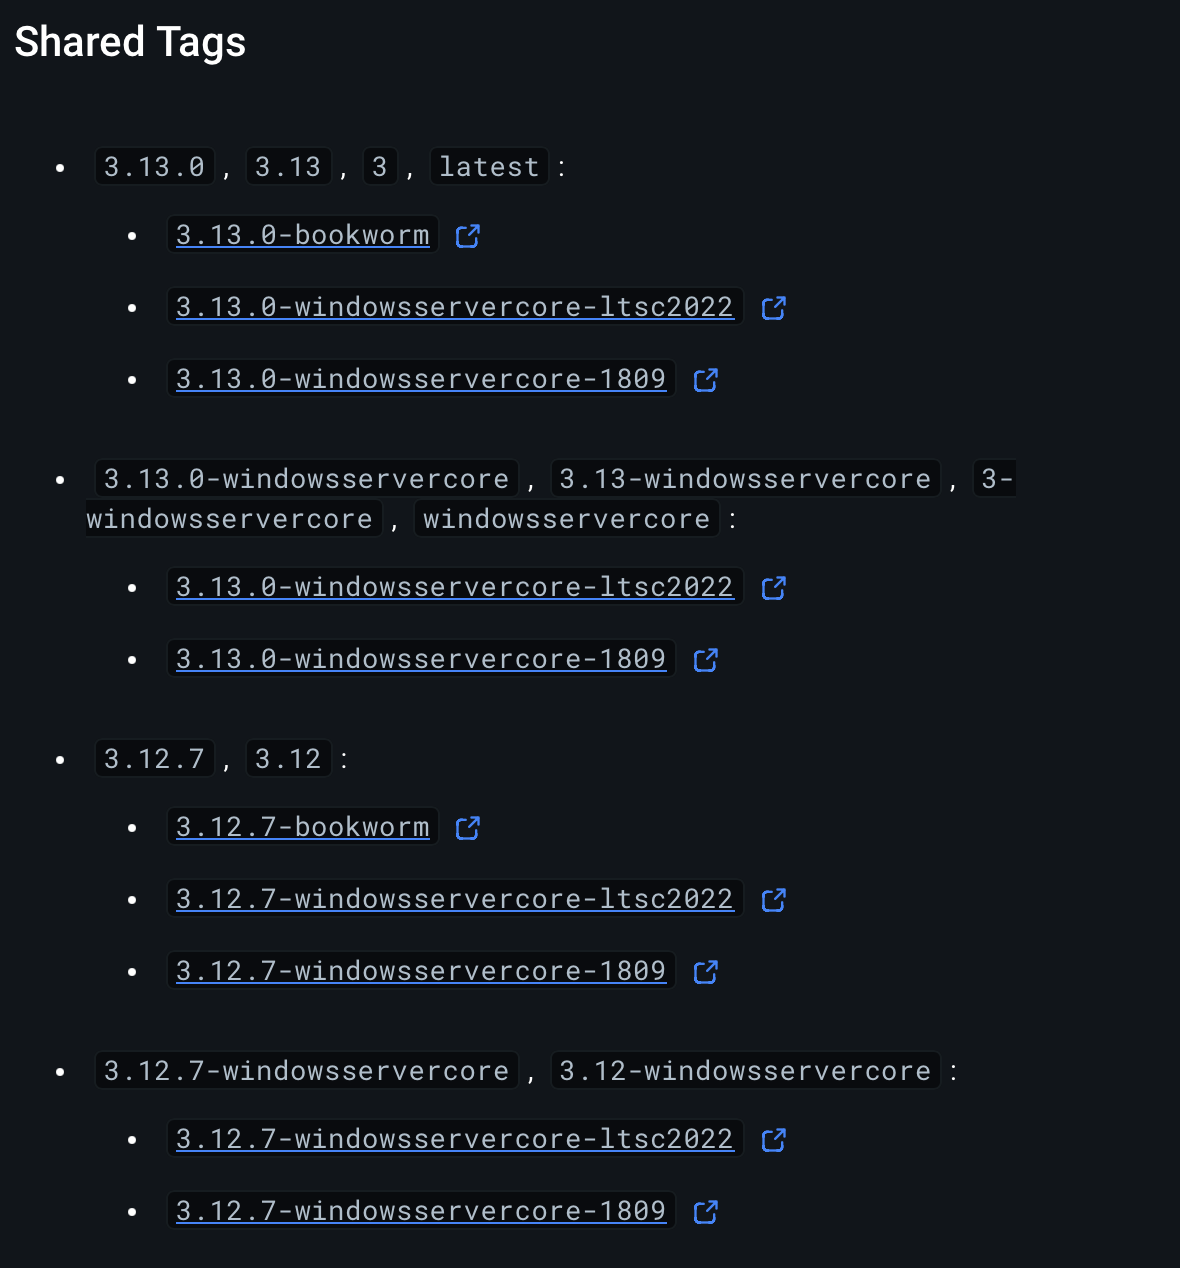 Shared Tags
3.13.0 , 3.13 , 3 , latest :
3.13.0-bookworm
3.13.0-windowsservercore-ltsc2022
3.13.0-windowsservercore-1809
3.13.0-windowsservercore , 3.13-windowsservercore , 3-
windowsservercore , windowsservercore :
3.13.0-windowsservercore-ltsc2022
3.13.0-windowsservercore-1809
3.12.7 , 3.12 :
3.12.7-bookworm
3.12.7-windowsservercore-ltsc2022
3.12.7-windowsservercore-1809
3.12.7-windowsservercore , 3.12-windowsservercore :
3.12.7-windowsservercore-ltsc2022
3.12.7-windowsservercore-1809